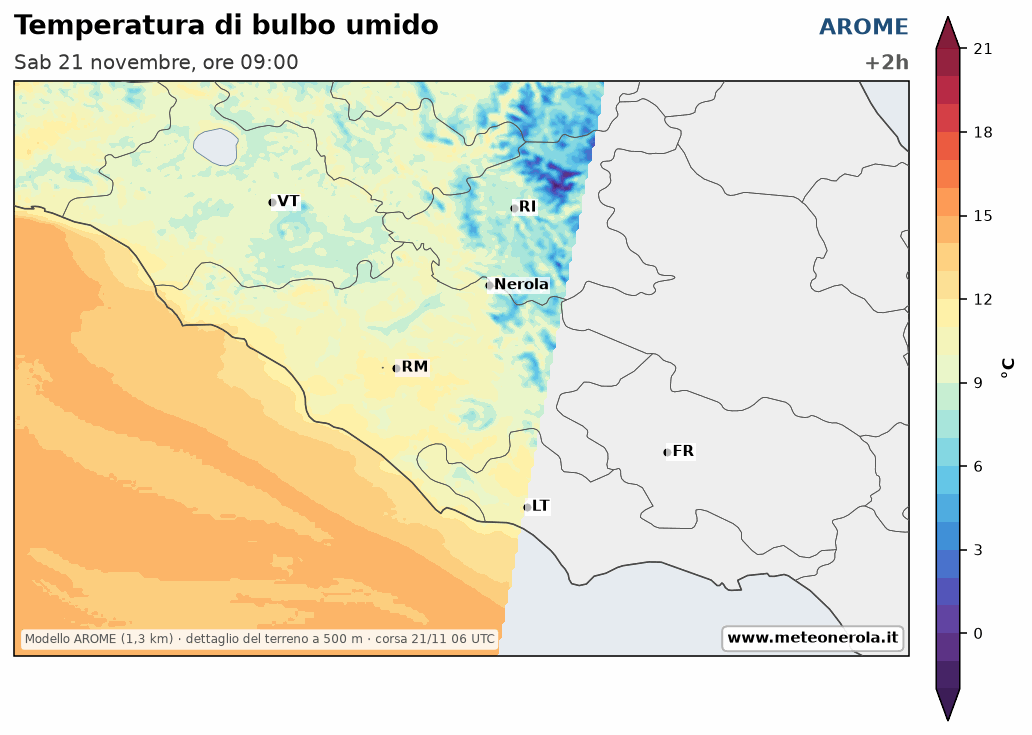 Temperatura di bulbo umido
AROME
Sab 21 novembre, ore 09:00
+2h
21
18
15
12
9
6
3
0
°C
VT
RI
Nerola
RM
FR
LT
Modello AROME (1,3 km) · dettaglio del terreno a 500 m · corsa 21/11 06 UTC
www.meteonerola.it